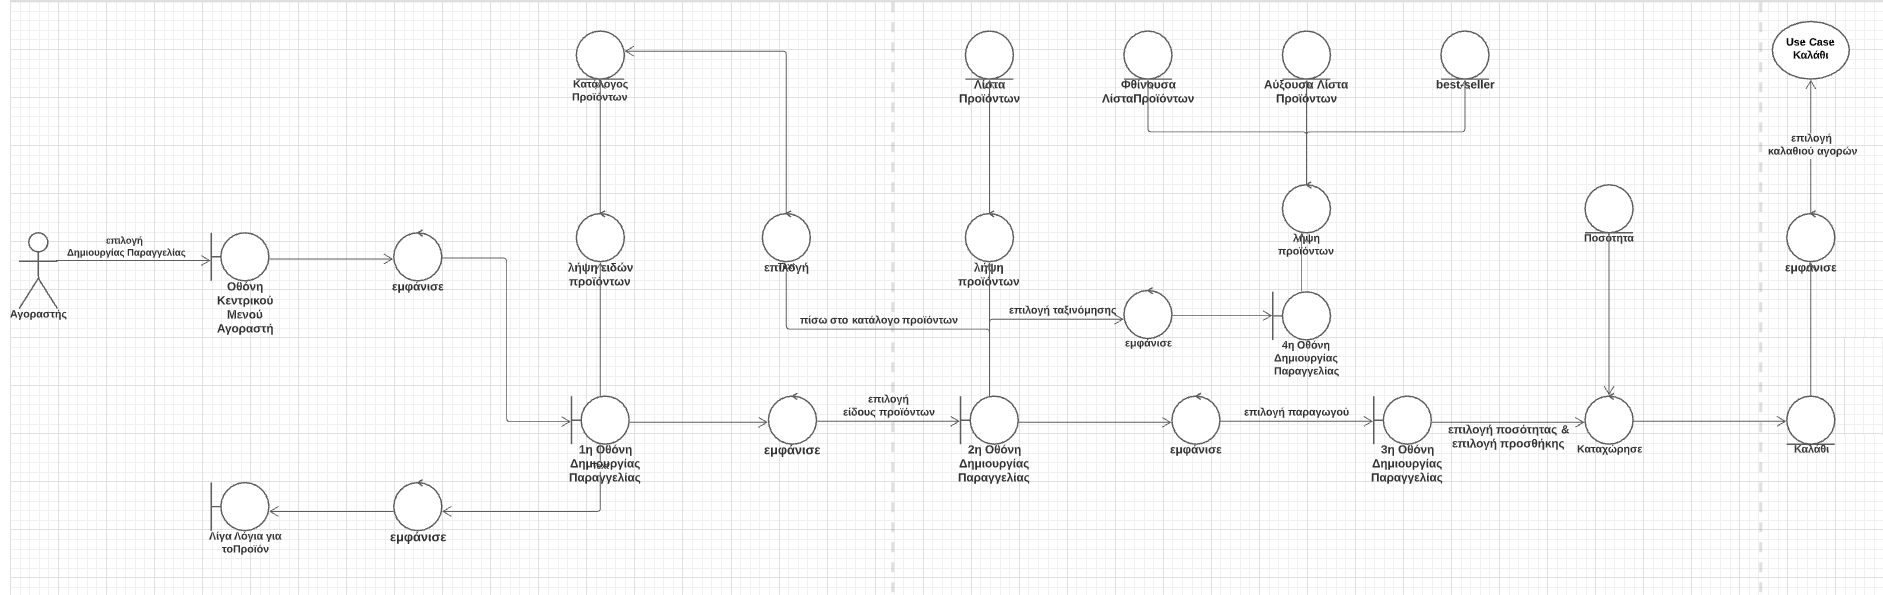 Κατάλογος
Προϊόντων
Λίστα
Προϊόντων
Φθίνουσα
ΛίσταΠροϊόντων
Αύξουσα Λίστα
Προϊόντων
best-seller
Use Case
Καλάθι
επιλογή
καλαθιού αγορών
επιλογή
Δημιουργίας Παραγγελίας
Αγοραστής
Οθόνη
Κεντρικού
Μενού
Αγοραστή
εμφάνισε
λήψη ειδών
προϊόντων
επιλογή
λήψη
προϊόντων
λήψη
προϊόντων
Ποσότητα
εμφάνισε
πίσω στο κατάλογο προϊόντων
επιλογή ταξινόμησης
εμφάνισε
4η Οθόνη
Δημιουργίας
Παραγγελίας
1η Οθόνη
Δημιουργίας
Παραγγελίας
εμφάνισε
επιλογή
είδους προϊόντων
2η Οθόνη
Δημιουργίας
Παραγγελίας
εμφάνισε
επιλογή παραγωγού
3η Οθόνη
Δημιουργίας
Παραγγελίας
επιλογή ποσότητας &
επιλογή προσθήκης
Καταχώρησε
Καλάθι
Λίγα Λόγια για
τοΠροϊόν
εμφάνισε